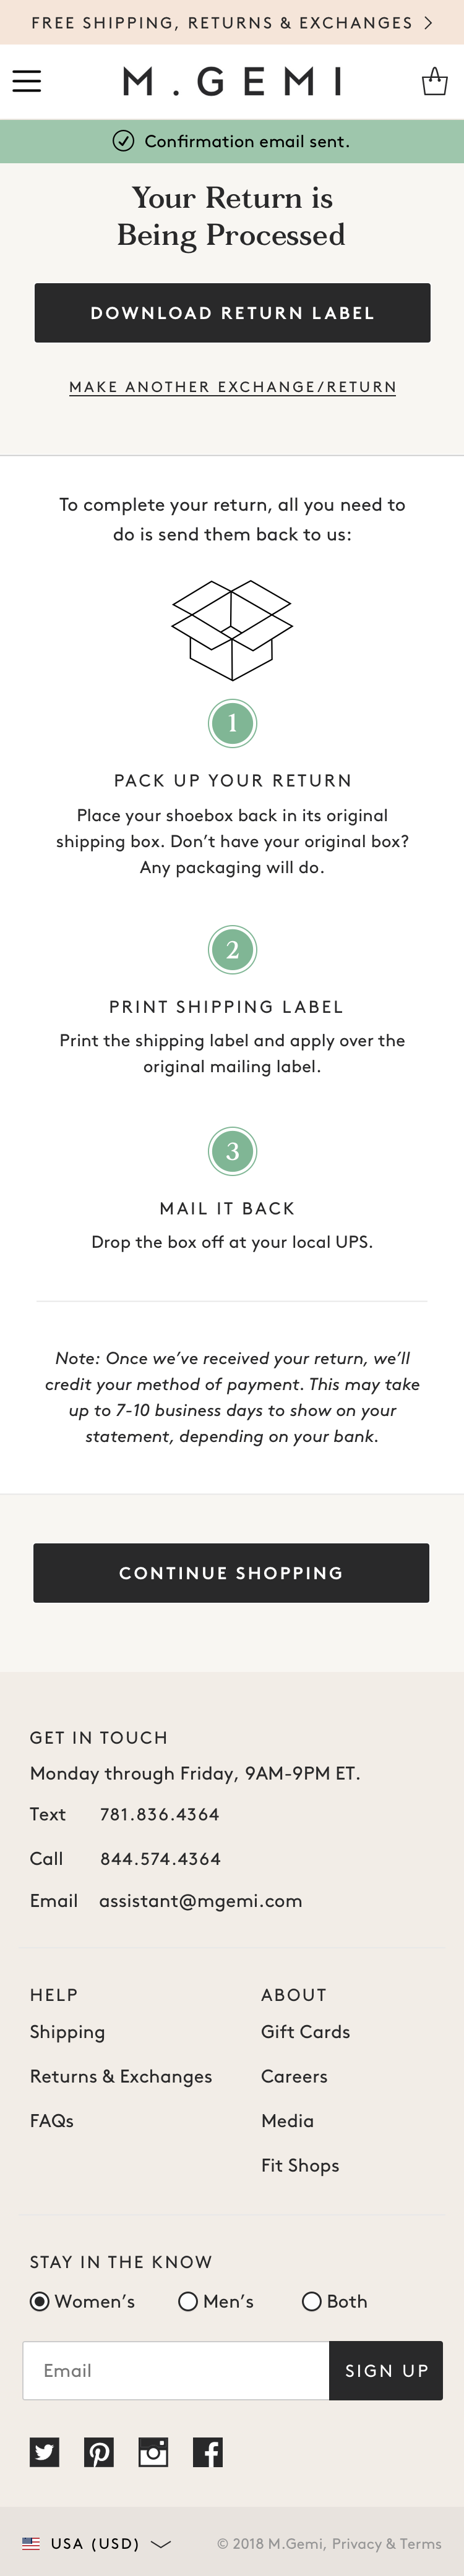 FREE SHIPPING, RETURNS & EXCHANGES
M.GEMI
Confirmation email sent.
Your Return is
Being Processed
DOWNLOAD RETURN LABEL
MAKE ANOTHER EXCHANGE/RETURN
To complete your return, all you need to
do is send them back to us:
1
PACK UP YOUR RETURN
Place your shoebox back in its original
shipping box. Don’t have your original box?
Any packaging will do.
2
PRINT SHIPPING LABEL
Print the shipping label and apply over the
original mailing label.
3
MAIL IT BACK
Drop the box off at your local UPS.
Note: Once we’ve received your return, we’ll
credit your method of payment. This may take
up to 7-10 business days to show on your
statement, depending on your bank.
CONTINUE SHOPPING
GET IN TOUCH
Monday through Friday, 9AM-9PM ET.
Text 781.836.4364
Call 844.574.4364
Email assistant@mgemi.com
HELP
Shipping
Returns & Exchanges
FAQs
ABOUT
Gift Cards
Careers
Media
Fit Shops
STAY IN THE KNOW
Women’s Men’s Both
Email SIGN UP
USA (USD) © 2018 M.Gemi, Privacy & Terms